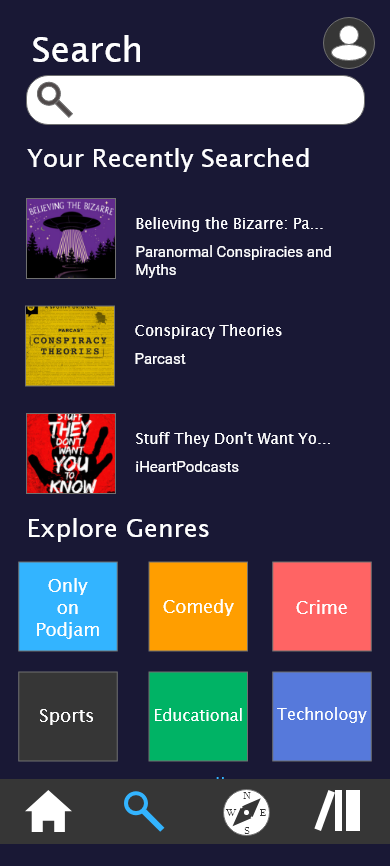 Search
Your Recently Searched
BELIEVING THE BIZARRE
Believing the Bizarre: Pa...
Paranormal Conspiracies and
Myths
A SPOTIFY ORIGINAL
PARCAST
CONSPIRACY
THEORIES
Conspiracy Theories
Parcast
STUFF
THEY
DON'T
WANT
YOU
TO
KNOW
Stuff They Don't Want Yo...
iHeartPodcasts
Explore Genres
Only
on
Podjam
Comedy
Crime
Sports
Educational
Technology
N
W E
S